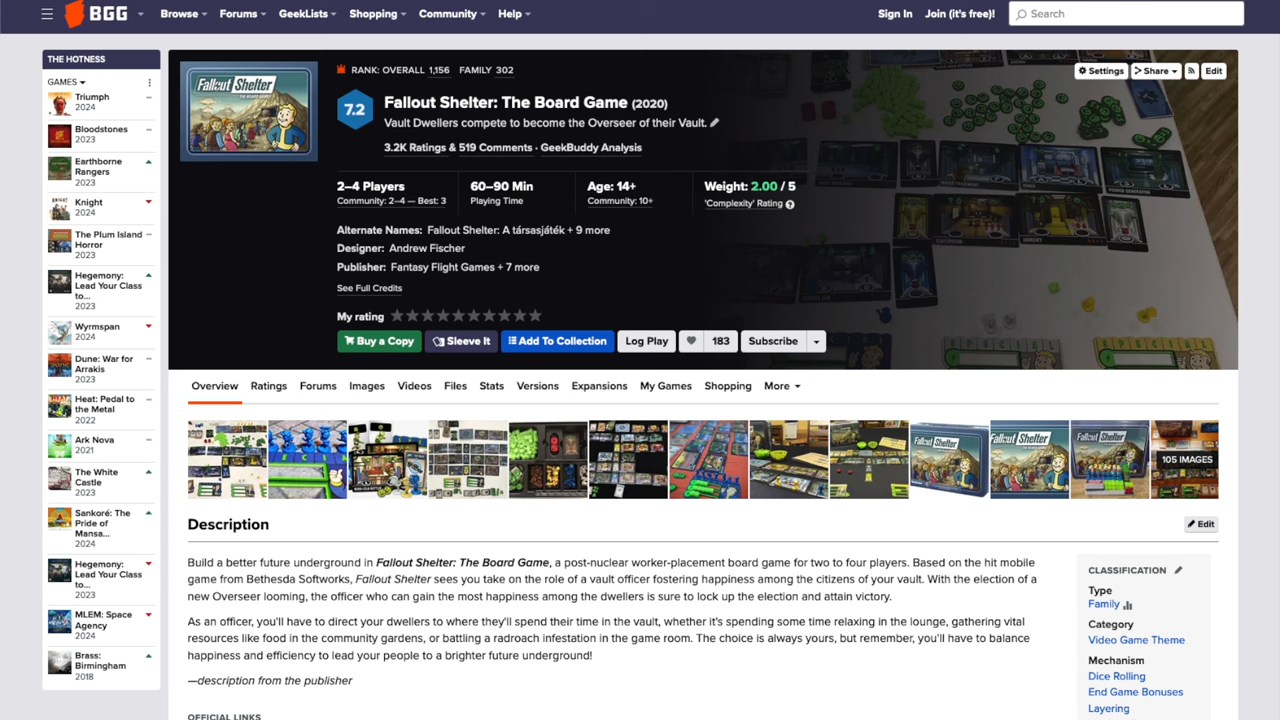 BGG
Browse Forums GeekLists Shopping Community Help
Sign In Join (it's free!) Search
THE HOTNESS
GAMES
Triumph
2024
Bloodstones
2023
Earthborne
Rangers
2023
Knight
2024
The Plum Island
Horror
2023
Hegemony:
Lead Your Class
to...
2023
Wyrmspan
2024
Dune: War for
Arrakis
2023
Heat: Pedal to
the Metal
2022
Ark Nova
2021
The White
Castle
2023
Sankoré: The
Pride of
Mansa...
2024
Hegemony:
Lead Your Class
to...
2023
MLEM: Space
Agency
2024
Brass:
Birmingham
2018
Fallout Shelter
THE BOARD GAME
RANK: OVERALL 1,156 FAMILY 302
Settings Share Edit
7.2
Fallout Shelter: The Board Game (2020)
Vault Dwellers compete to become the Overseer of their Vault.
3.2K Ratings & 519 Comments · GeekBuddy Analysis
2–4 Players 60–90 Min Age: 14+ Weight: 2.00 / 5
Community: 2–4 — Best: 3 Playing Time Community: 10+ 'Complexity' Rating
Alternate Names: Fallout Shelter: A társasjáték + 9 more
Designer: Andrew Fischer
Publisher: Fantasy Flight Games + 7 more
See Full Credits
My rating
Buy a Copy Sleeve It Add To Collection Log Play 183 Subscribe
Overview Ratings Forums Images Videos Files Stats Versions Expansions My Games Shopping More
Fallout Shelter Fallout Shelter Fallout Shelter 105 IMAGES
Description Edit
Build a better future underground in Fallout Shelter: The Board Game, a post-nuclear worker-placement board game for two to four players. Based on the hit mobile
game from Bethesda Softworks, Fallout Shelter sees you take on the role of a vault officer fostering happiness among the citizens of your vault. With the election of a
new Overseer looming, the officer who can gain the most happiness among the dwellers is sure to lock up the election and attain victory.
As an officer, you'll have to direct your dwellers to where they'll spend their time in the vault, whether it's spending some time relaxing in the lounge, gathering vital
resources like food in the community gardens, or battling a radroach infestation in the game room. The choice is always yours, but remember, you'll have to balance
happiness and efficiency to lead your people to a brighter future underground!
—description from the publisher
OFFICIAL LINKS
CLASSIFICATION
Type
Family
Category
Video Game Theme
Mechanism
Dice Rolling
End Game Bonuses
Layering